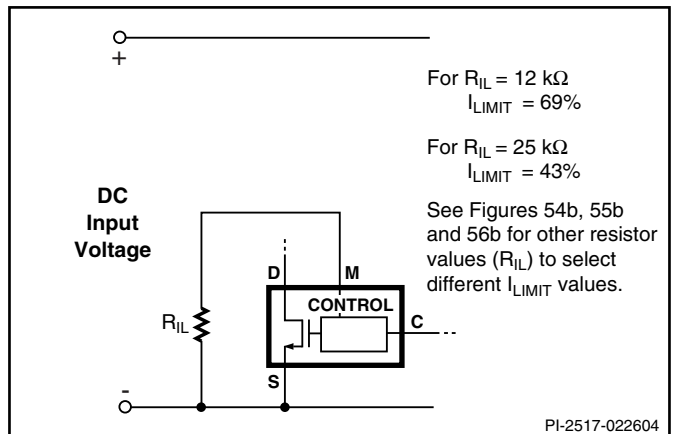 +
For R_IL = 12 kΩ
I_LIMIT = 69%
For R_IL = 25 kΩ
I_LIMIT = 43%
See Figures 54b, 55b
and 56b for other resistor
values (R_IL) to select
different I_LIMIT values.
DC
Input
Voltage
D M
CONTROL
C
R_IL
S
-
PI-2517-022604